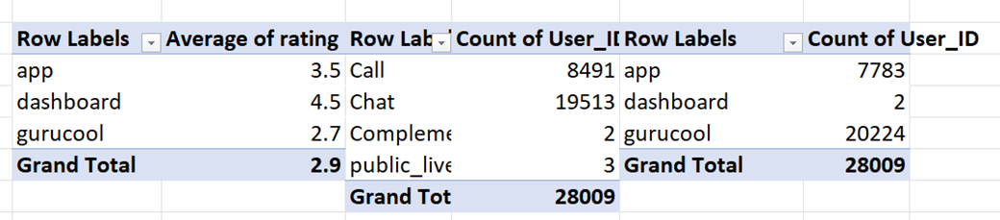 Row Labels Average of rating Row Lab Count of User_ID Row Labels Count of User_ID
app 3.5 Call 8491 app 7783
dashboard 4.5 Chat 19513 dashboard 2
gurucool 2.7 Compleme 2 gurucool 20224
Grand Total 2.9 public_live 3 Grand Total 28009
Grand Tot 28009